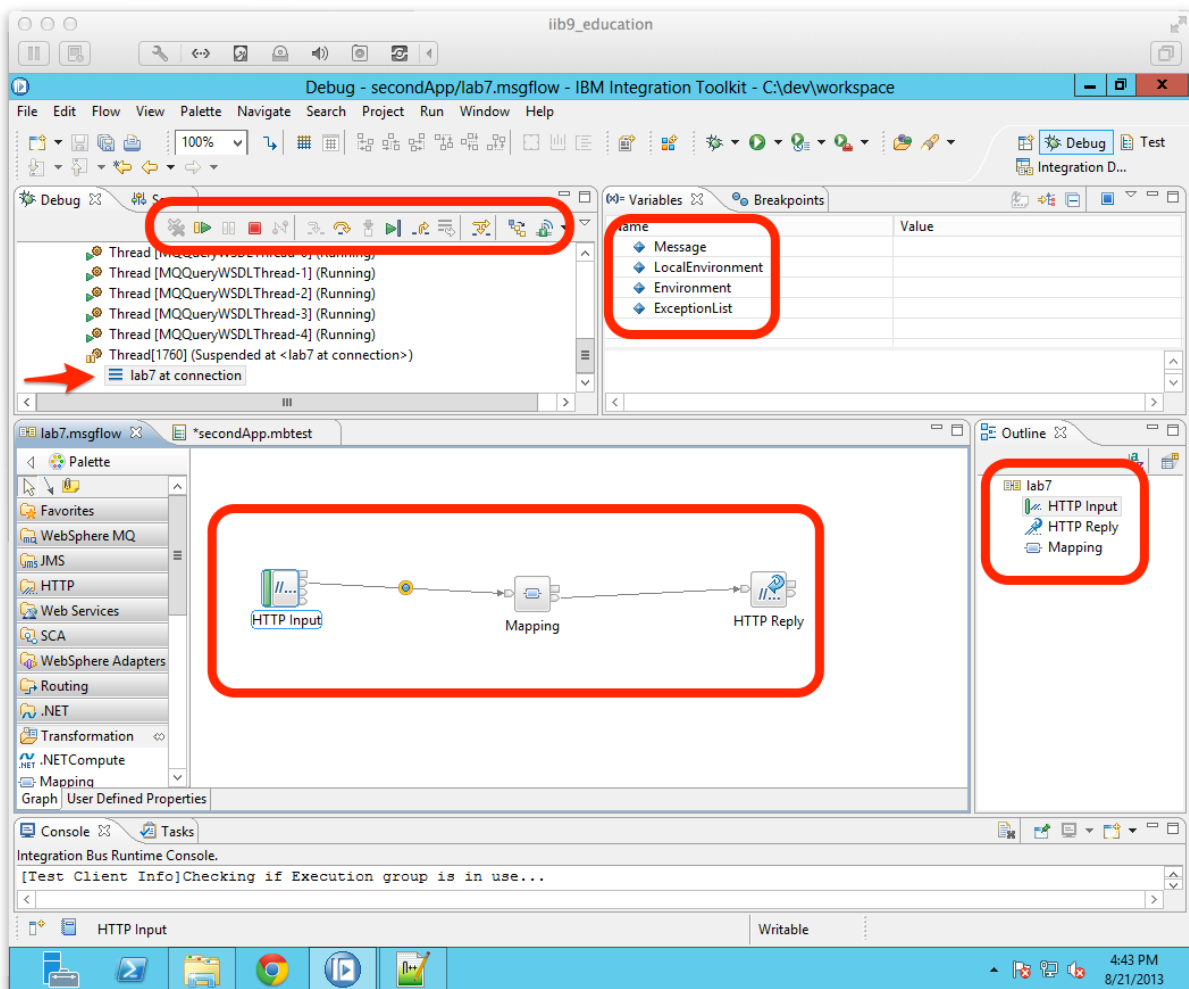 iib9_education
Debug - secondApp/lab7.msgflow - IBM Integration Toolkit - C:\dev\workspace
File Edit Flow View Palette Navigate Search Project Run Window Help
100%
Debug Test
Integration D...
Debug
(x)= Variables Breakpoints
Name Value
Thread [MQQueryWSDLThread-0] (Running)
Thread [MQQueryWSDLThread-1] (Running)
Thread [MQQueryWSDLThread-2] (Running)
Thread [MQQueryWSDLThread-3] (Running)
Thread [MQQueryWSDLThread-4] (Running)
Thread[1760] (Suspended at <lab7 at connection>)
lab7 at connection
Message
LocalEnvironment
Environment
ExceptionList
lab7.msgflow *secondApp.mbtest
Palette
Favorites
WebSphere MQ
JMS
HTTP
Web Services
SCA
WebSphere Adapters
Routing
.NET
Transformation
.NETCompute
Mapping
Graph User Defined Properties
HTTP Input
Mapping
HTTP Reply
Outline
lab7
HTTP Input
HTTP Reply
Mapping
Console Tasks
Integration Bus Runtime Console.
[Test Client Info]Checking if Execution group is in use...
HTTP Input Writable
4:43 PM
8/21/2013